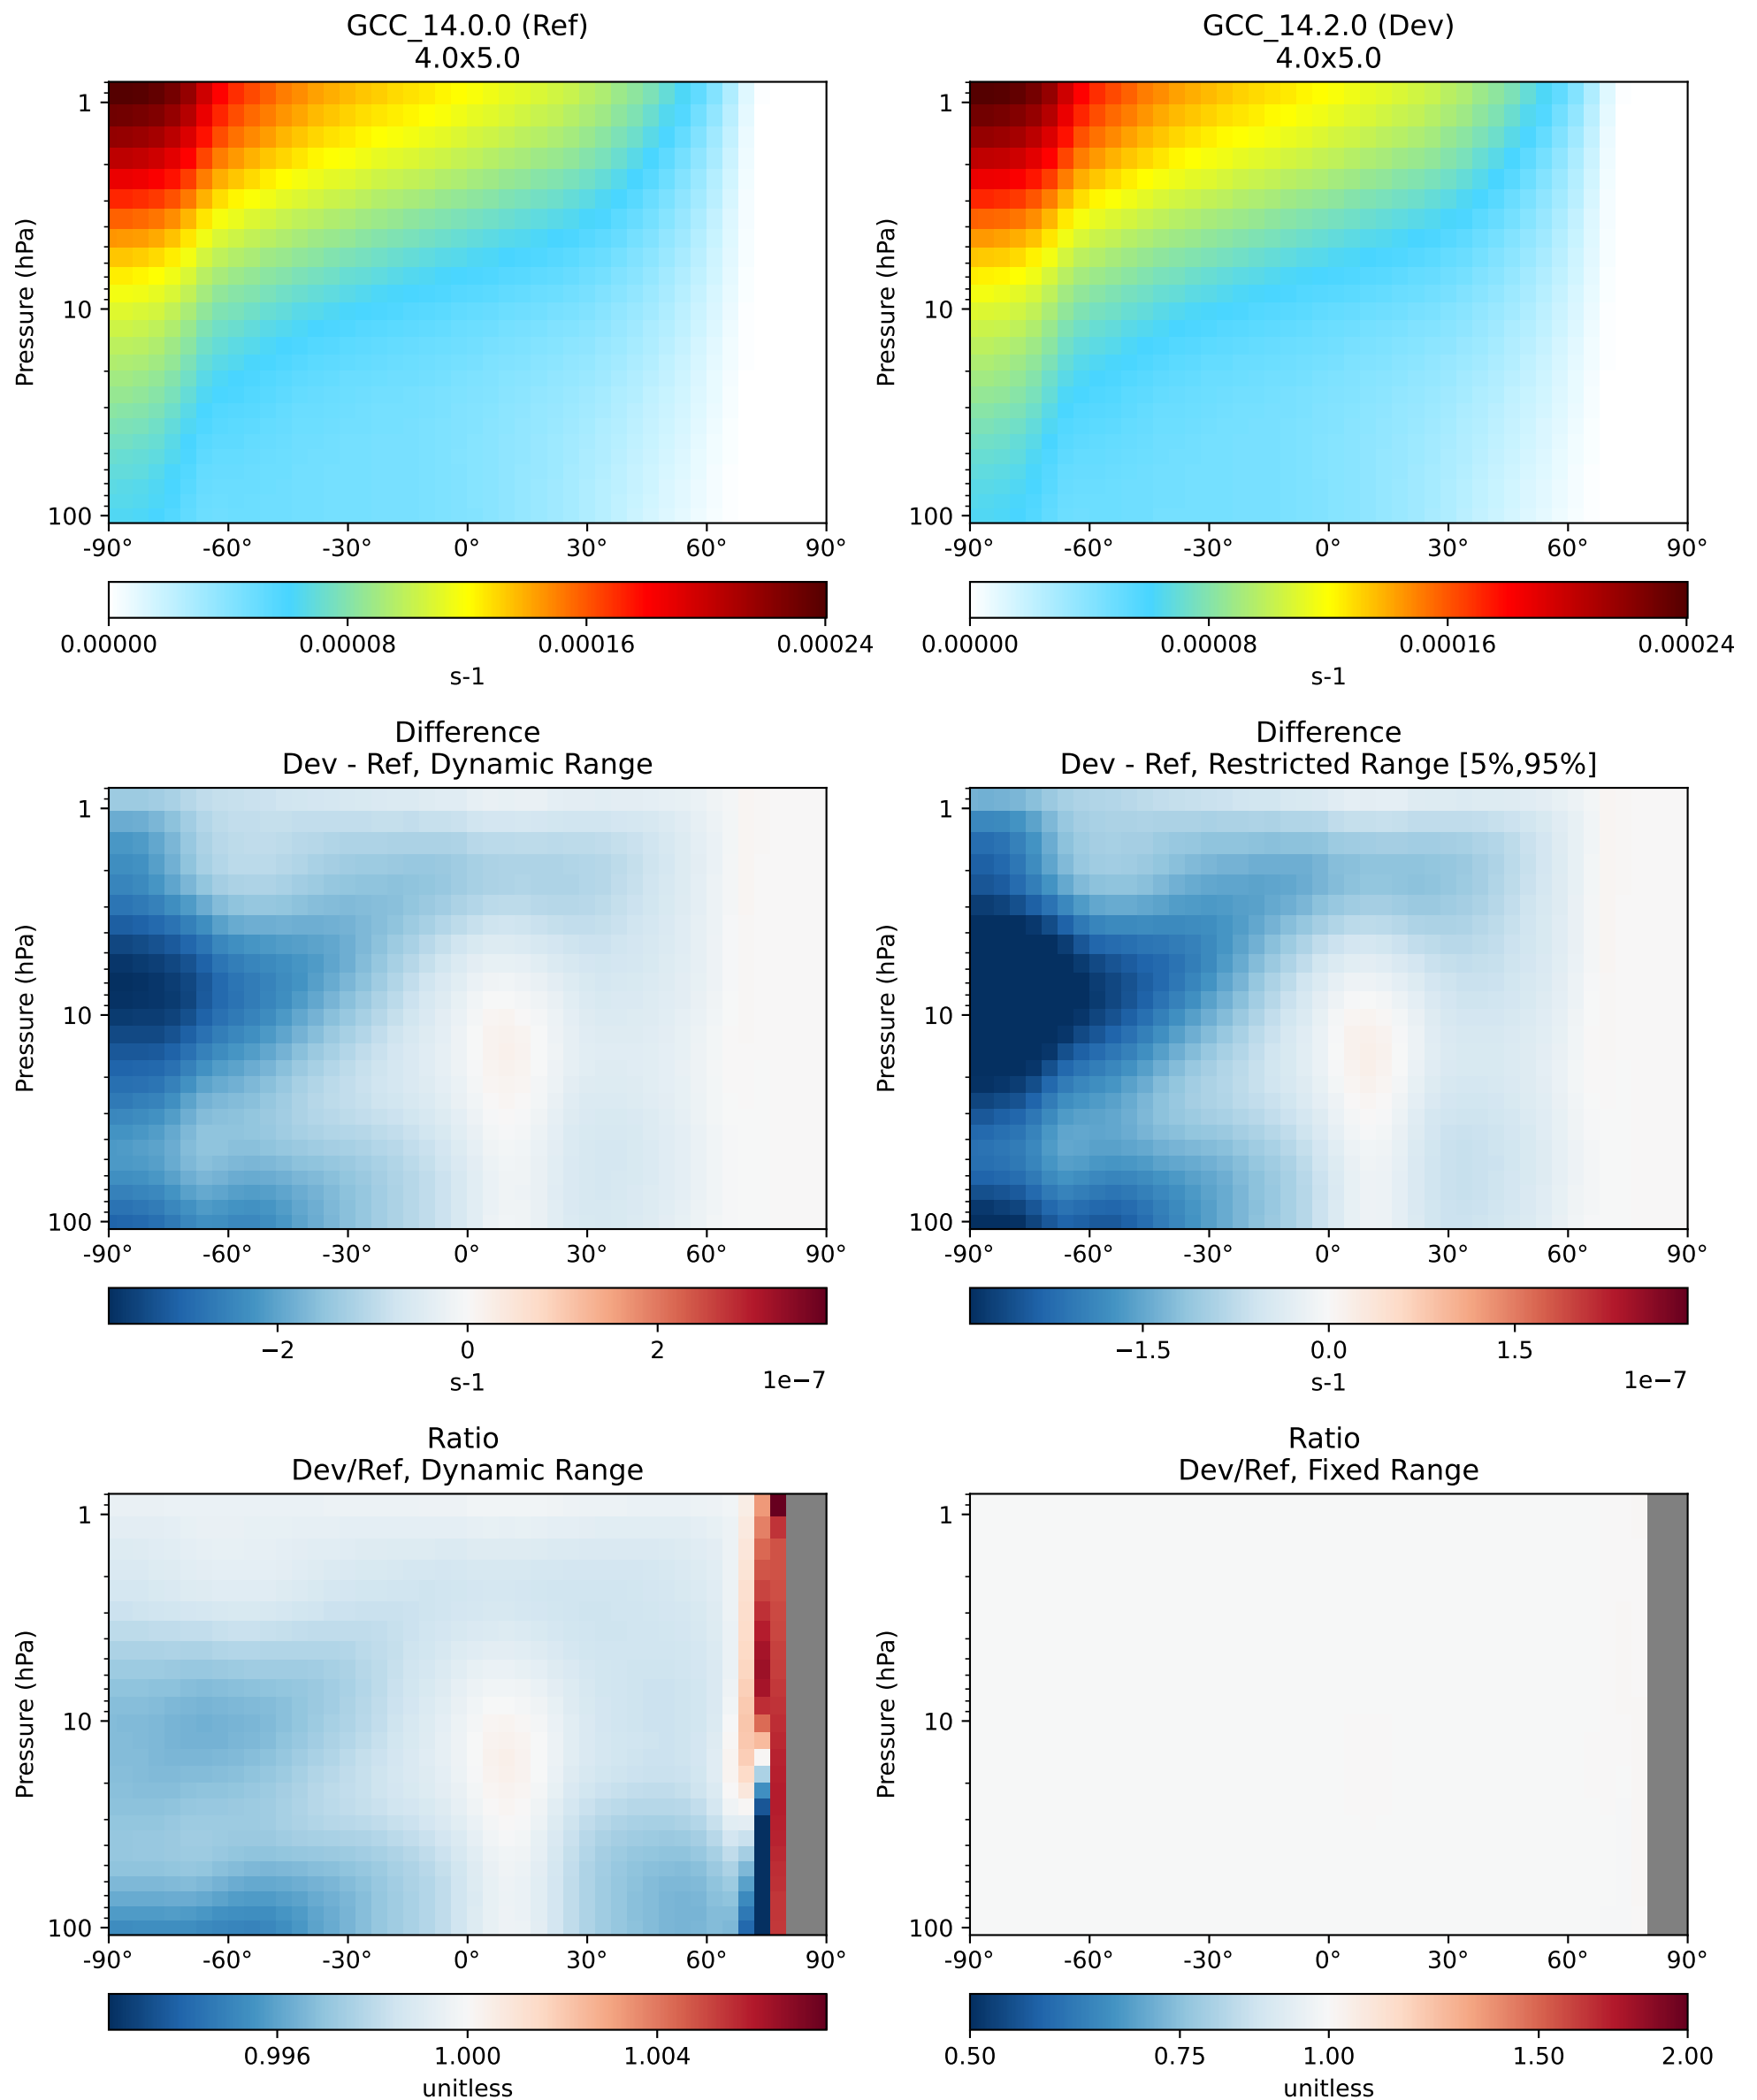 GCC_14.0.0 (Ref)
4.0x5.0
Pressure (hPa)
1
10
100
-90° -60° -30° 0° 30° 60° 90°
0.00000 0.00008 0.00016 0.00024
s-1
GCC_14.2.0 (Dev)
4.0x5.0
Pressure (hPa)
1
10
100
-90° -60° -30° 0° 30° 60° 90°
0.00000 0.00008 0.00016 0.00024
s-1
Difference
Dev - Ref, Dynamic Range
Pressure (hPa)
1
10
100
-90° -60° -30° 0° 30° 60° 90°
−2 0 2
s-1
1e−7
Difference
Dev - Ref, Restricted Range [5%,95%]
Pressure (hPa)
1
10
100
-90° -60° -30° 0° 30° 60° 90°
−1.5 0.0 1.5
s-1
1e−7
Ratio
Dev/Ref, Dynamic Range
Pressure (hPa)
1
10
100
-90° -60° -30° 0° 30° 60° 90°
0.996 1.000 1.004
unitless
Ratio
Dev/Ref, Fixed Range
Pressure (hPa)
1
10
100
-90° -60° -30° 0° 30° 60° 90°
0.50 0.75 1.00 1.50 2.00
unitless